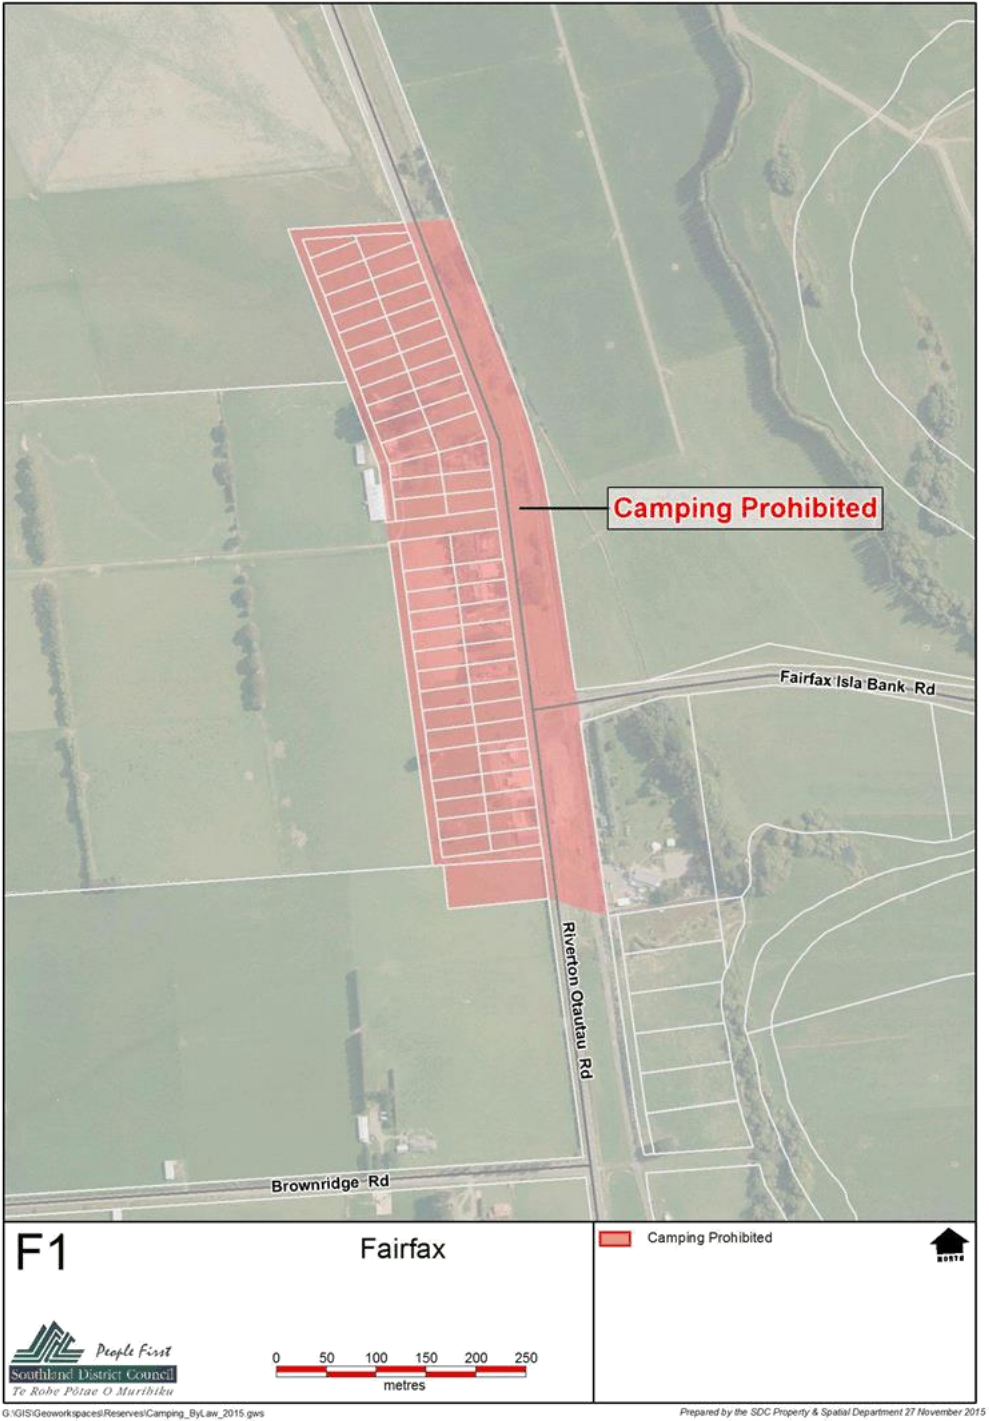 Camping Prohibited
Fairfax Isla Bank Rd
Riverton Otautau Rd
Brownridge Rd
F1
Fairfax
Camping Prohibited
NORTH
People First
Southland District Council
Te Rohe Pōtae O Murihiku
0 50 100 150 200 250
metres
G:\GIS\Geoworkspaces\Reserves\Camping_ByLaw_2015.gws
Prepared by the SDC Property & Spatial Department 27 November 2015